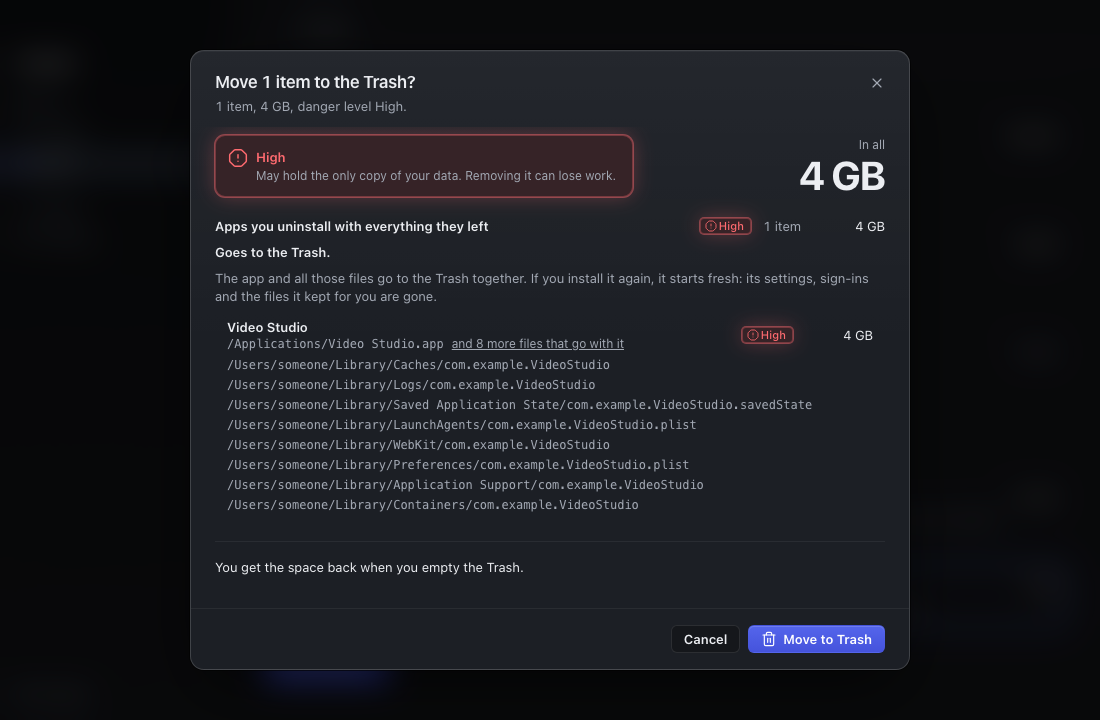 Move 1 item to the Trash?
1 item, 4 GB, danger level High.
High
May hold the only copy of your data. Removing it can lose work.
In all
4 GB
Apps you uninstall with everything they left
High
1 item
4 GB
Goes to the Trash.
The app and all those files go to the Trash together. If you install it again, it starts fresh: its settings, sign-ins
and the files it kept for you are gone.
Video Studio
/Applications/Video Studio.app and 8 more files that go with it
High
4 GB
/Users/someone/Library/Caches/com.example.VideoStudio
/Users/someone/Library/Logs/com.example.VideoStudio
/Users/someone/Library/Saved Application State/com.example.VideoStudio.savedState
/Users/someone/Library/LaunchAgents/com.example.VideoStudio.plist
/Users/someone/Library/WebKit/com.example.VideoStudio
/Users/someone/Library/Preferences/com.example.VideoStudio.plist
/Users/someone/Library/Application Support/com.example.VideoStudio
/Users/someone/Library/Containers/com.example.VideoStudio
You get the space back when you empty the Trash.
Cancel
Move to Trash